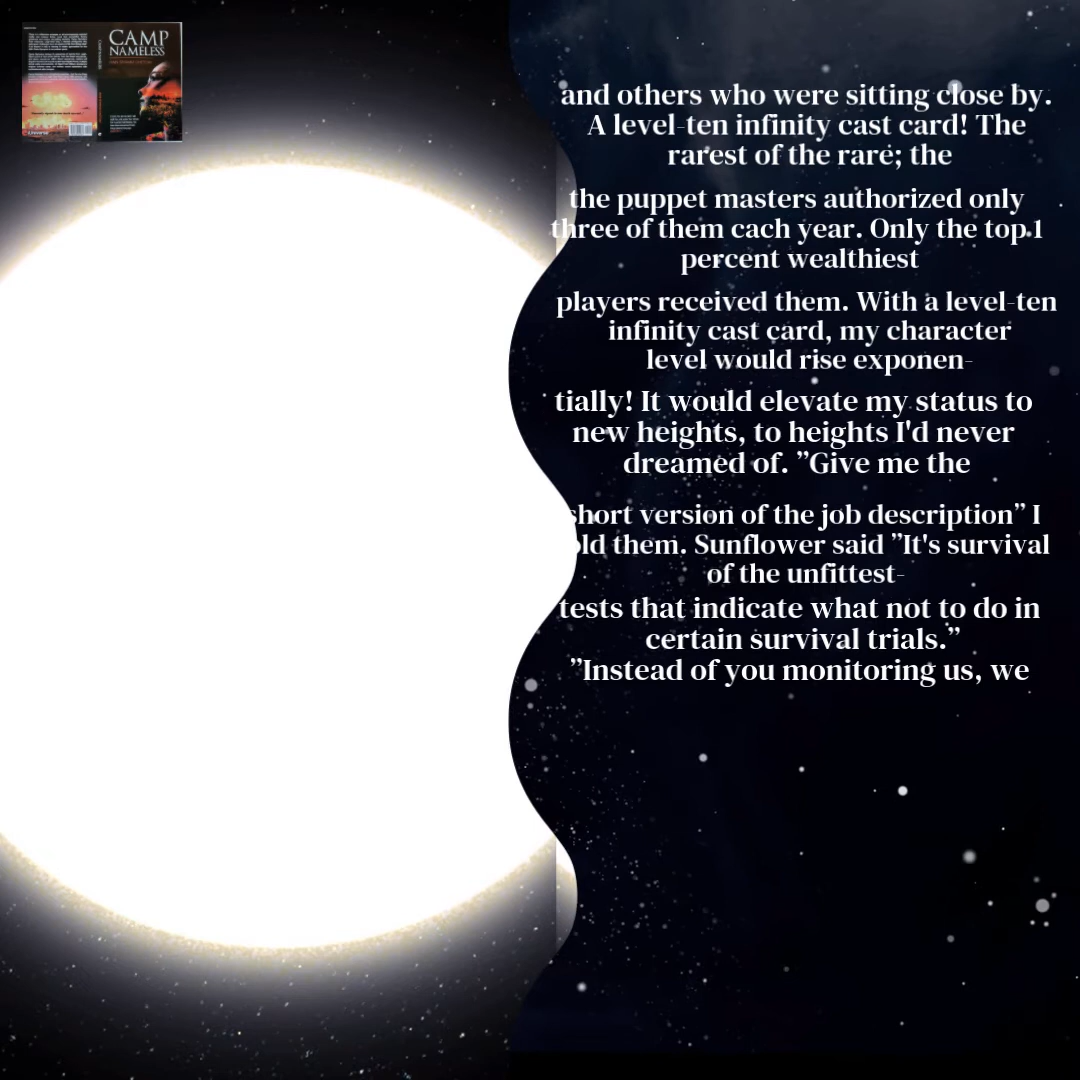 CAMP
NAMELESS
iUniverse
and others who were sitting close by.
A level-ten infinity cast card! The
rarest of the rare; the
the puppet masters authorized only
three of them cach year. Only the top 1
percent wealthiest
players received them. With a level-ten
infinity cast card, my character
level would rise exponen-
tially! It would elevate my status to
new heights, to heights I'd never
dreamed of. ”Give me the
short version of the job description” I
old them. Sunflower said ”It's survival
of the unfittest-
tests that indicate what not to do in
certain survival trials.”
”Instead of you monitoring us, we